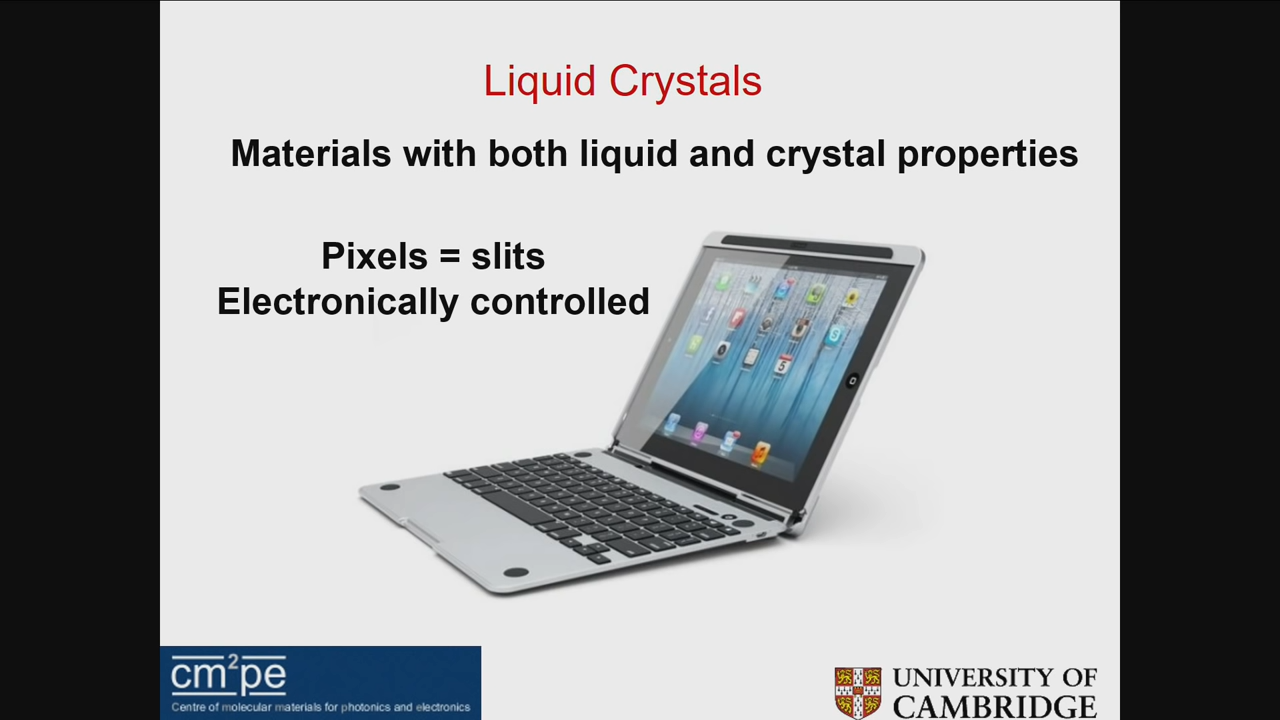 Liquid Crystals
Materials with both liquid and crystal properties
Pixels = slits
Electronically controlled
5
cm²pe
Centre of molecular materials for photonics and electronics
UNIVERSITY OF
CAMBRIDGE